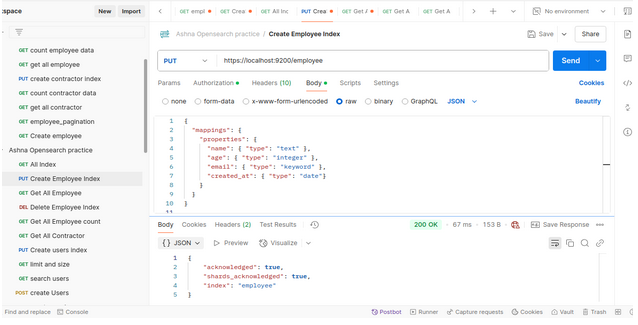 :space New Import
GET empl GET Crea GET All Inc PUT Crea GET Get / GET Get A GET Get A No environment
GET count employee data
GET get all employee
PUT create contractor index
GET count contractor data
GET get all contractor
GET employee_pagination
GET Create employee
Ashna Opensearch practice
GET All Index
PUT Create Employee Index
GET Get All Employee
DEL Delete Employee Index
GET Get All Employee count
GET Get All Contractor
PUT Create users index
GET limit and size
GET search users
POST create Users
Ashna Opensearch practice / Create Employee Index Save Share
PUT https://localhost:9200/employee Send
Params Authorization Headers (10) Body Scripts Settings Cookies
none form-data x-www-form-urlencoded raw binary GraphQL JSON Beautify
1 {
2 "mappings": {
3 "properties": {
4 "name": { "type": "text" },
5 "age": { "type": "integer" },
6 "email": { "type": "keyword" },
7 "created_at": { "type": "date"}
8 }
9 }
10 }
11
Body Cookies Headers (2) Test Results 200 OK 67 ms 153 B Save Response
{} JSON Preview Visualize
1 {
2 "acknowledged": true,
3 "shards_acknowledged": true,
4 "index": "employee"
5 }
Find and replace Console Postbot Runner Capture requests Cookies Vault Trash